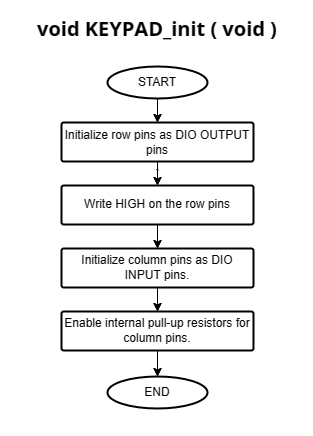 void KEYPAD_init ( void )
START
Initialize row pins as DIO OUTPUT
pins
Write HIGH on the row pins
Initialize column pins as DIO
INPUT pins.
Enable internal pull-up resistors for
column pins.
END